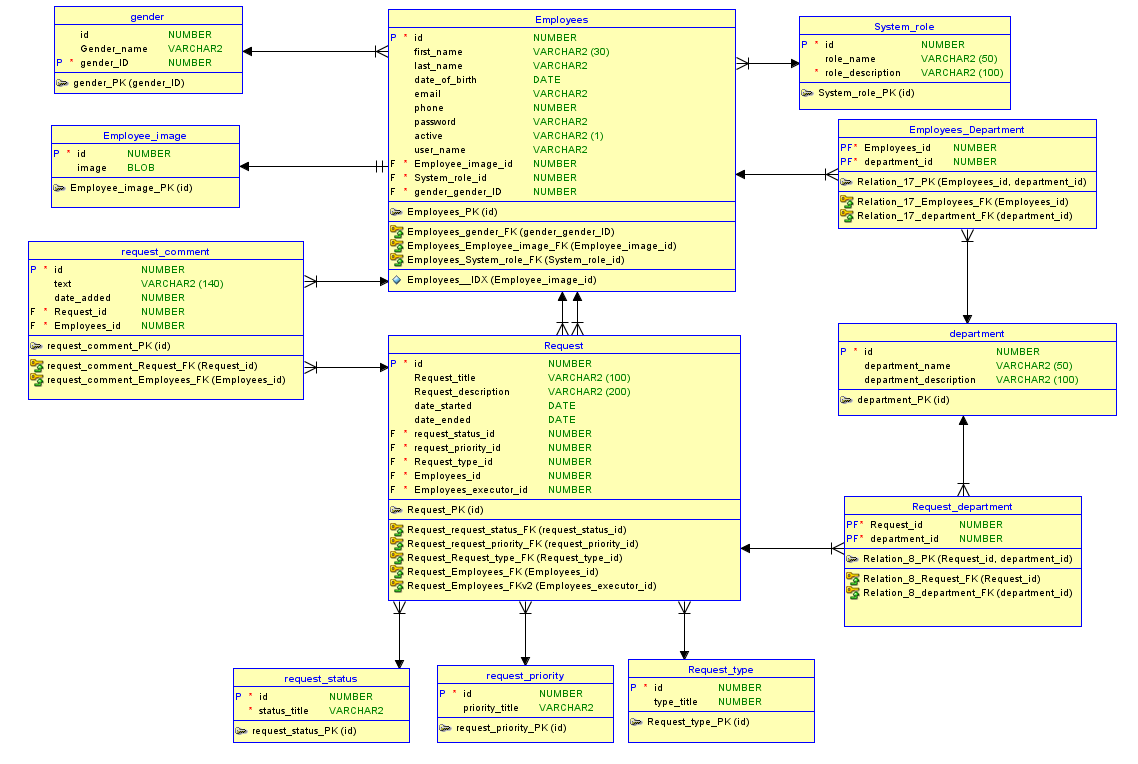 gender
id NUMBER
Gender_name VARCHAR2
P * gender_ID NUMBER
gender_PK (gender_ID)
Employees
P * id NUMBER
first_name VARCHAR2 (30)
last_name VARCHAR2
date_of_birth DATE
email VARCHAR2
phone NUMBER
password VARCHAR2
active VARCHAR2 (1)
user_name VARCHAR2
F * Employee_image_id NUMBER
F * System_role_id NUMBER
F * gender_gender_ID NUMBER
Employees_PK (id)
Employees_gender_FK (gender_gender_ID)
Employees_Employee_image_FK (Employee_image_id)
Employees_System_role_FK (System_role_id)
Employees__IDX (Employee_image_id)
System_role
P * id NUMBER
role_name VARCHAR2 (50)
* role_description VARCHAR2 (100)
System_role_PK (id)
Employee_image
P * id NUMBER
image BLOB
Employee_image_PK (id)
Employees_Department
PF* Employees_id NUMBER
PF* department_id NUMBER
Relation_17_PK (Employees_id, department_id)
Relation_17_Employees_FK (Employees_id)
Relation_17_department_FK (department_id)
request_comment
P * id NUMBER
text VARCHAR2 (140)
date_added NUMBER
F * Request_id NUMBER
F * Employees_id NUMBER
request_comment_PK (id)
request_comment_Request_FK (Request_id)
request_comment_Employees_FK (Employees_id)
Request
P * id NUMBER
Request_title VARCHAR2 (100)
Request_description VARCHAR2 (200)
date_started DATE
date_ended DATE
F * request_status_id NUMBER
F * request_priority_id NUMBER
F * Request_type_id NUMBER
F * Employees_id NUMBER
F * Employees_executor_id NUMBER
Request_PK (id)
Request_request_status_FK (request_status_id)
Request_request_priority_FK (request_priority_id)
Request_Request_type_FK (Request_type_id)
Request_Employees_FK (Employees_id)
Request_Employees_FKv2 (Employees_executor_id)
department
P * id NUMBER
department_name VARCHAR2 (50)
department_description VARCHAR2 (100)
department_PK (id)
Request_department
PF* Request_id NUMBER
PF* department_id NUMBER
Relation_8_PK (Request_id, department_id)
Relation_8_Request_FK (Request_id)
Relation_8_department_FK (department_id)
request_status
P * id NUMBER
* status_title VARCHAR2
request_status_PK (id)
request_priority
P * id NUMBER
priority_title VARCHAR2
request_priority_PK (id)
Request_type
P * id NUMBER
type_title NUMBER
Request_type_PK (id)